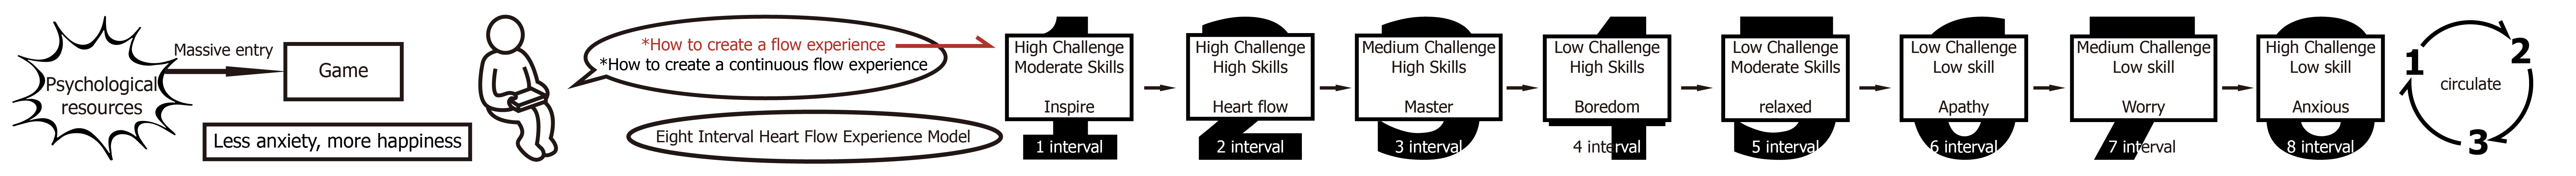 Psychological
resources
Massive entry
Game
Less anxiety, more happiness
*How to create a flow experience
*How to create a continuous flow experience
Eight Interval Heart Flow Experience Model
High Challenge
Moderate Skills
Inspire
1 interval
High Challenge
High Skills
Heart flow
2 interval
Medium Challenge
High Skills
Master
3 interval
Low Challenge
High Skills
Boredom
4 interval
Low Challenge
Moderate Skills
relaxed
5 interval
Low Challenge
Low skill
Apathy
6 interval
Medium Challenge
Low skill
Worry
7 interval
High Challenge
Low skill
Anxious
8 interval
1
2
circulate
3